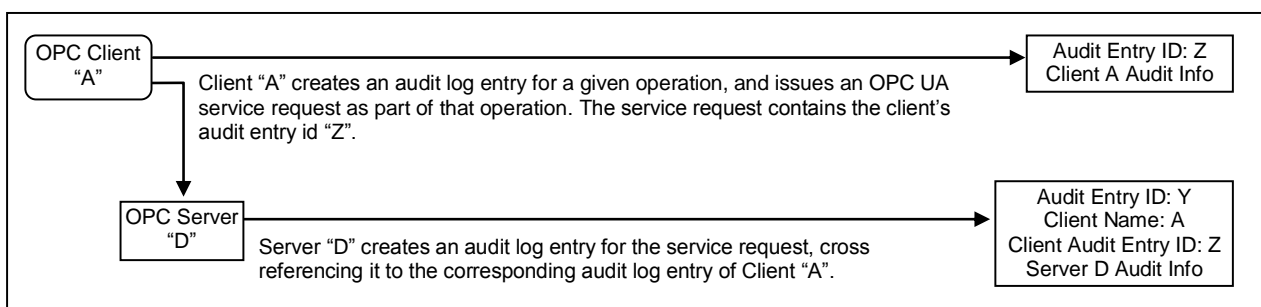 OPC Client
“A”
Audit Entry ID: Z
Client A Audit Info
Client “A” creates an audit log entry for a given operation, and issues an OPC UA
service request as part of that operation. The service request contains the client’s
audit entry id “Z”.
OPC Server
“D”
Audit Entry ID: Y
Client Name: A
Client Audit Entry ID: Z
Server D Audit Info
Server “D” creates an audit log entry for the service request, cross
referencing it to the corresponding audit log entry of Client “A”.